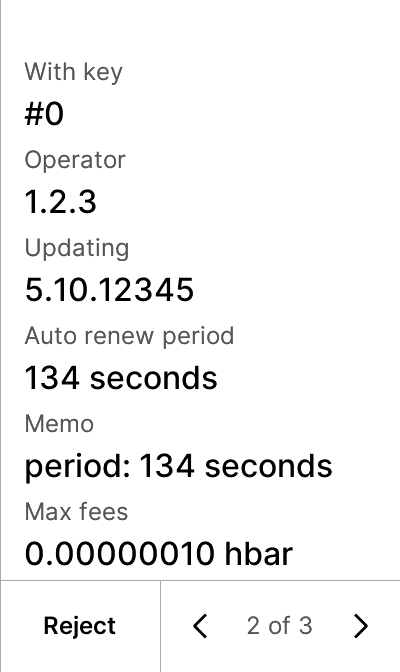 With key
#0
Operator
1.2.3
Updating
5.10.12345
Auto renew period
134 seconds
Memo
period: 134 seconds
Max fees
0.00000010 hbar
Reject
2 of 3